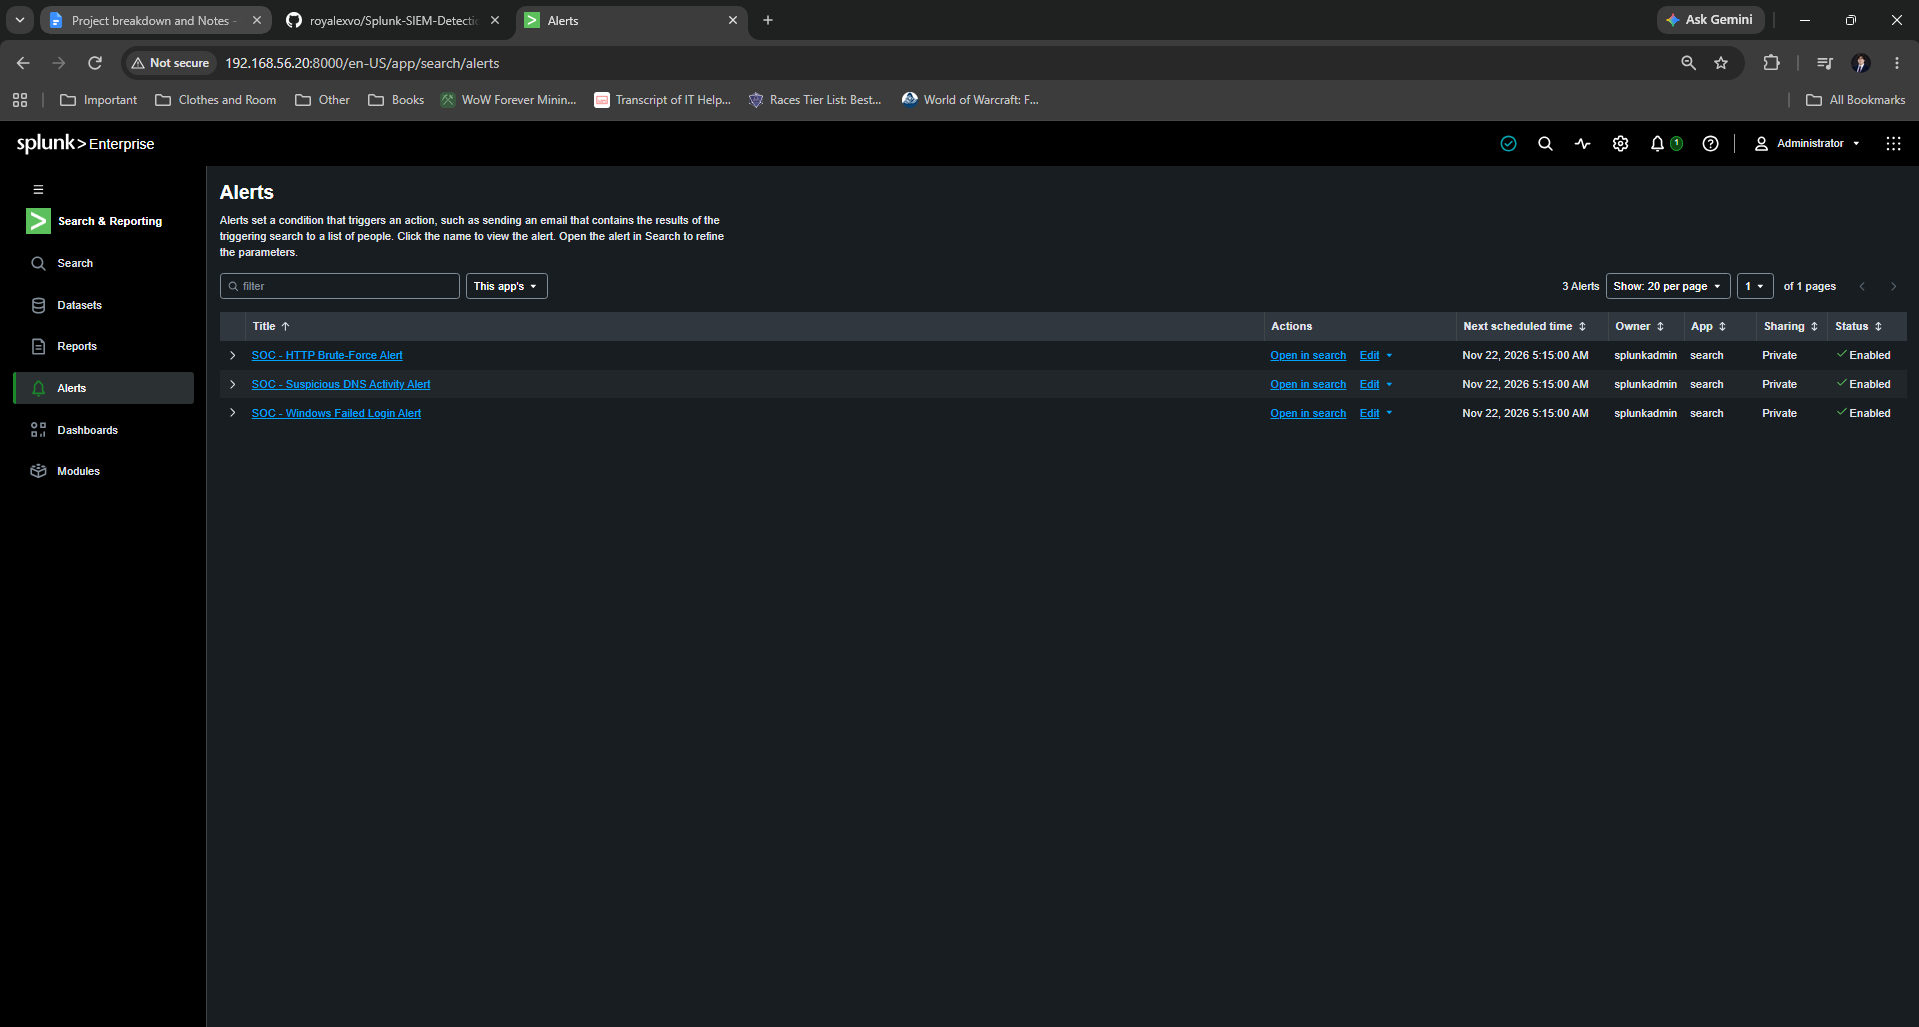 Project breakdown and Notes -
royalexvo/Splunk-SIEM-Detecti
Alerts
Ask Gemini
Not secure
192.168.56.20:8000/en-US/app/search/alerts
Important
Clothes and Room
Other
Books
WoW Forever Minin...
Transcript of IT Help...
Races Tier List: Best...
World of Warcraft: F...
All Bookmarks
splunk> Enterprise
1
Administrator
Search & Reporting
Search
Datasets
Reports
Alerts
Dashboards
Modules
Alerts
Alerts set a condition that triggers an action, such as sending an email that contains the results of the
triggering search to a list of people. Click the name to view the alert. Open the alert in Search to refine
the parameters.
filter
This app's
3 Alerts
Show: 20 per page
1
of 1 pages
Title Actions Next scheduled time Owner App Sharing Status
SOC - HTTP Brute-Force Alert Open in search Edit Nov 22, 2026 5:15:00 AM splunkadmin search Private Enabled
SOC - Suspicious DNS Activity Alert Open in search Edit Nov 22, 2026 5:15:00 AM splunkadmin search Private Enabled
SOC - Windows Failed Login Alert Open in search Edit Nov 22, 2026 5:15:00 AM splunkadmin search Private Enabled